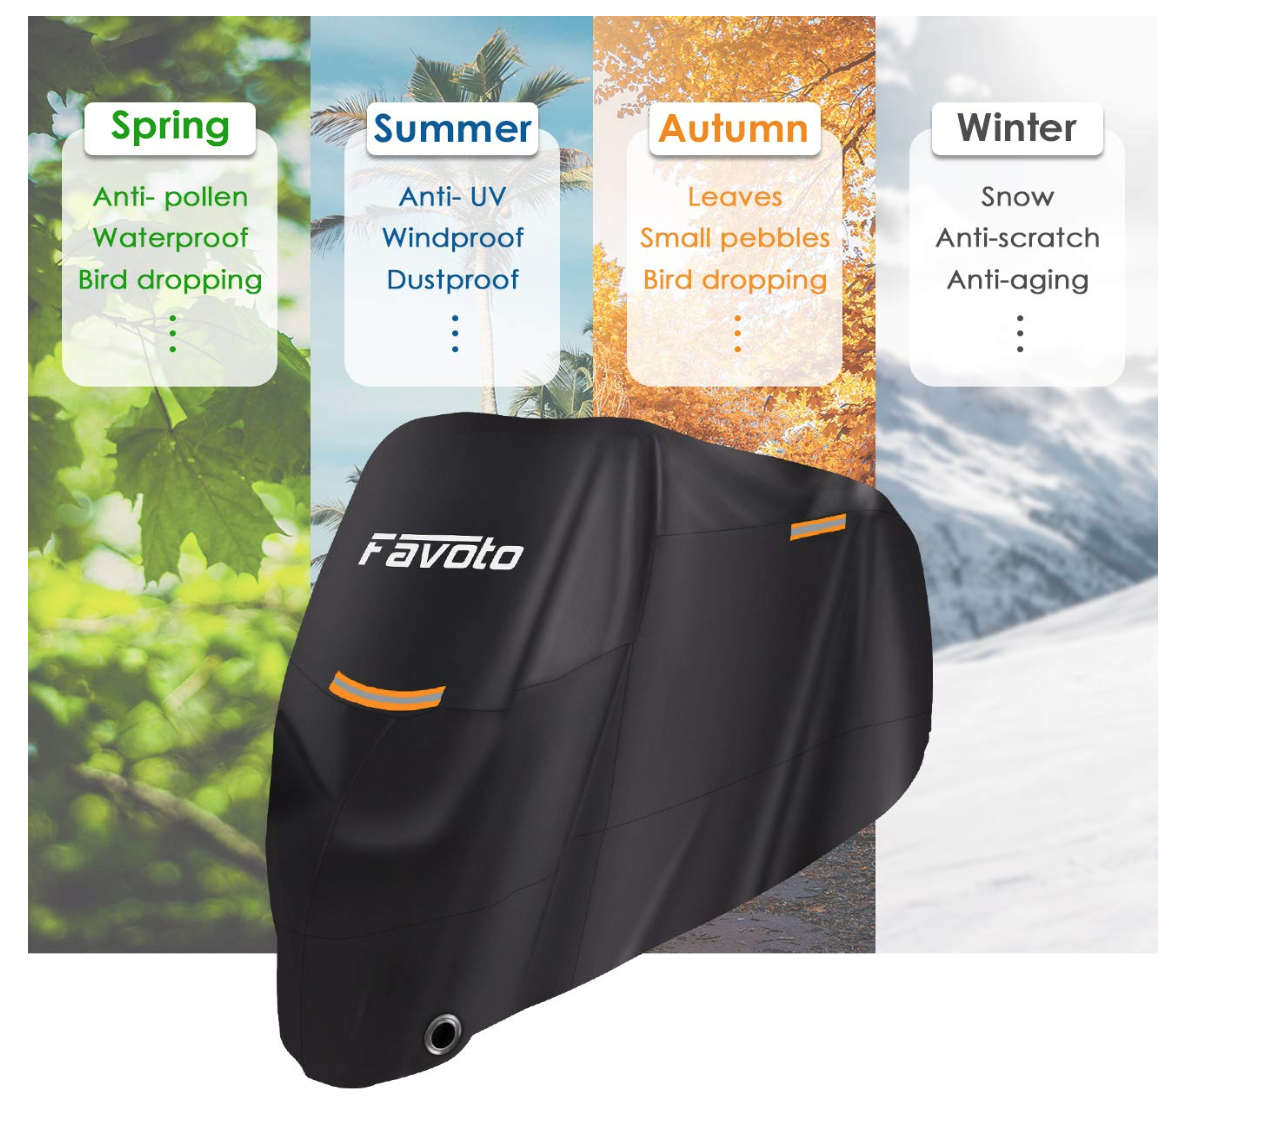 Spring
Anti- pollen
Waterproof
Bird dropping
Summer
Anti- UV
Windproof
Dustproof
Autumn
Leaves
Small pebbles
Bird dropping
Winter
Snow
Anti-scratch
Anti-aging
Favoto